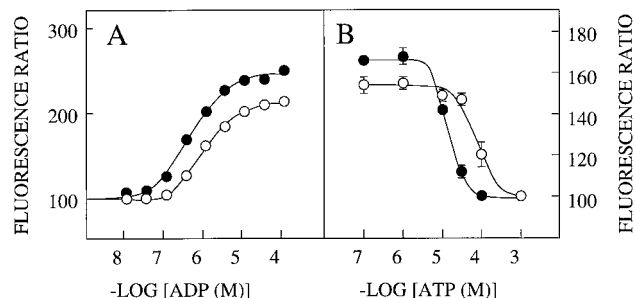 FLUORESCENCE RATIO
300
200
100
A
8 7 6 5 4
-LOG [ADP (M)]
B
7 6 5 4 3
-LOG [ATP (M)]
180
160
140
120
100
FLUORESCENCE RATIO